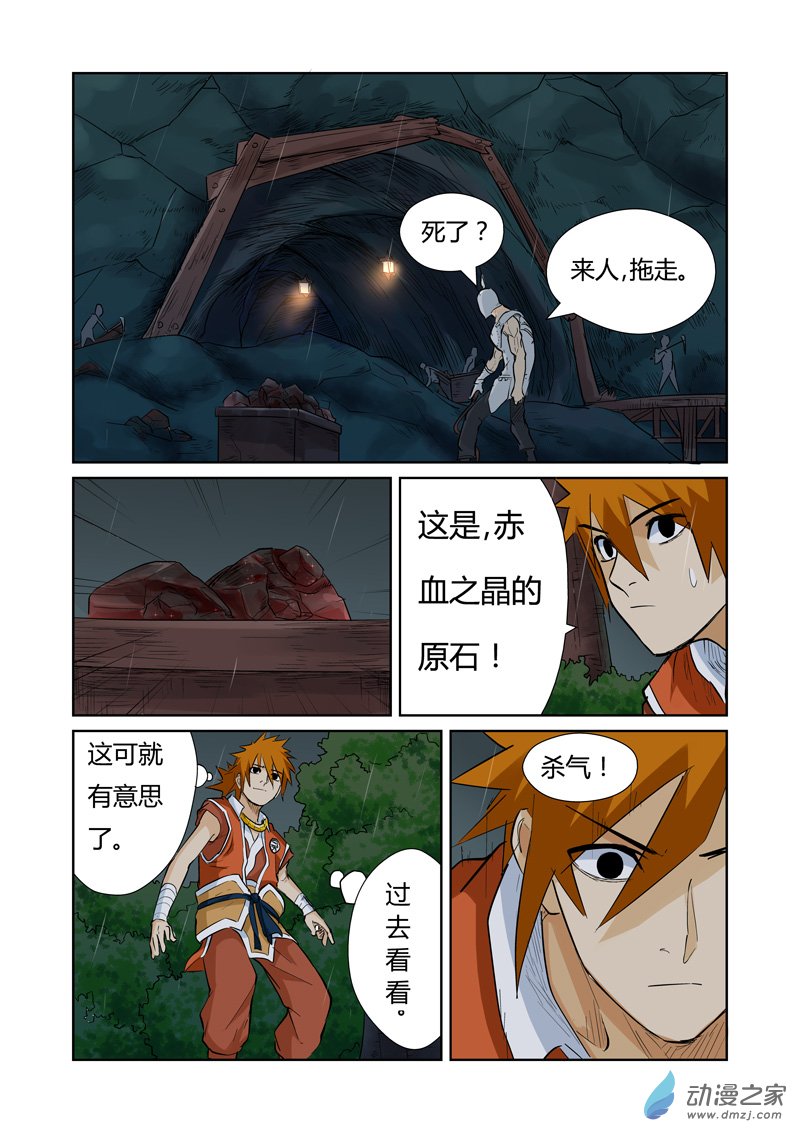 死了？
来人，拖走。
这是，赤
血之晶的
原石！
这可就
有意思
了。
过去看看。
杀气！
动漫之家
www.dmzj.com